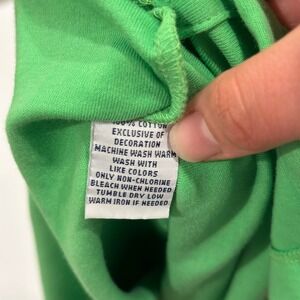 100% COTTON
EXCLUSIVE OF
DECORATION
MACHINE WASH WARM
WASH WITH
LIKE COLORS
ONLY NON-CHLORINE
BLEACH WHEN NEEDED
TUMBLE DRY LOW
WARM IRON IF NEEDED